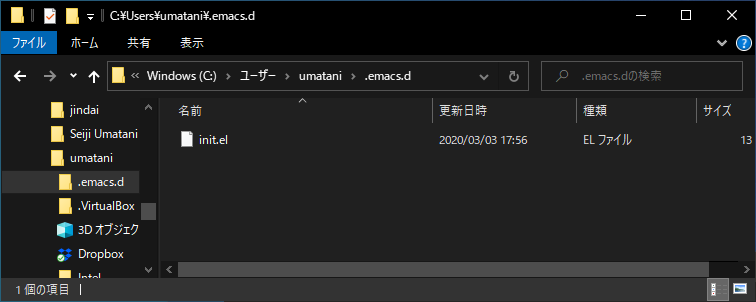 C:¥Users¥umatani¥.emacs.d
ファイル ホーム 共有 表示
Windows (C:) ユーザー umatani .emacs.d .emacs.dの検索
名前 更新日時 種類 サイズ
jindai
Seiji Umatani
umatani
.emacs.d
.VirtualBox
3D オブジェク
Dropbox
Intel
init.el 2020/03/03 17:56 EL ファイル 13
1 個の項目